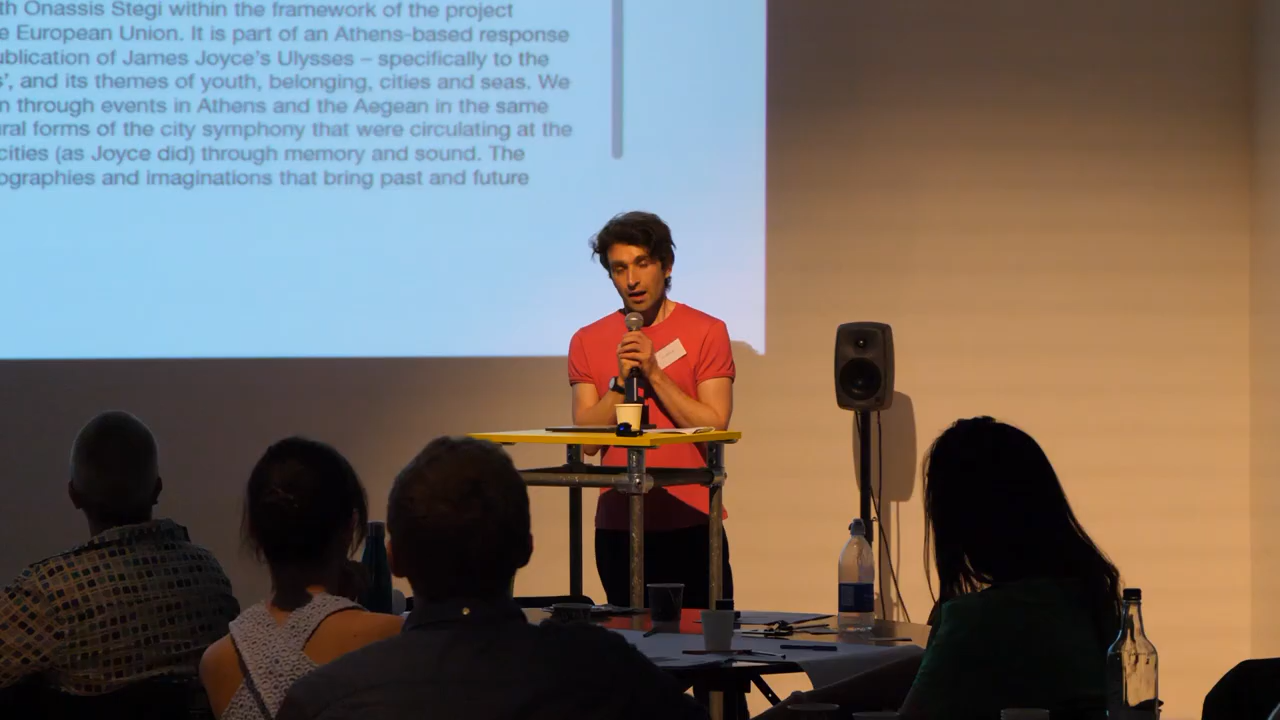 th Onassis Stegi within the framework of the project
e European Union. It is part of an Athens-based response
ublication of James Joyce's Ulysses – specifically to the
s', and its themes of youth, belonging, cities and seas. We
n through events in Athens and the Aegean in the same
ral forms of the city symphony that were circulating at the
cities (as Joyce did) through memory and sound. The
ographies and imaginations that bring past and future